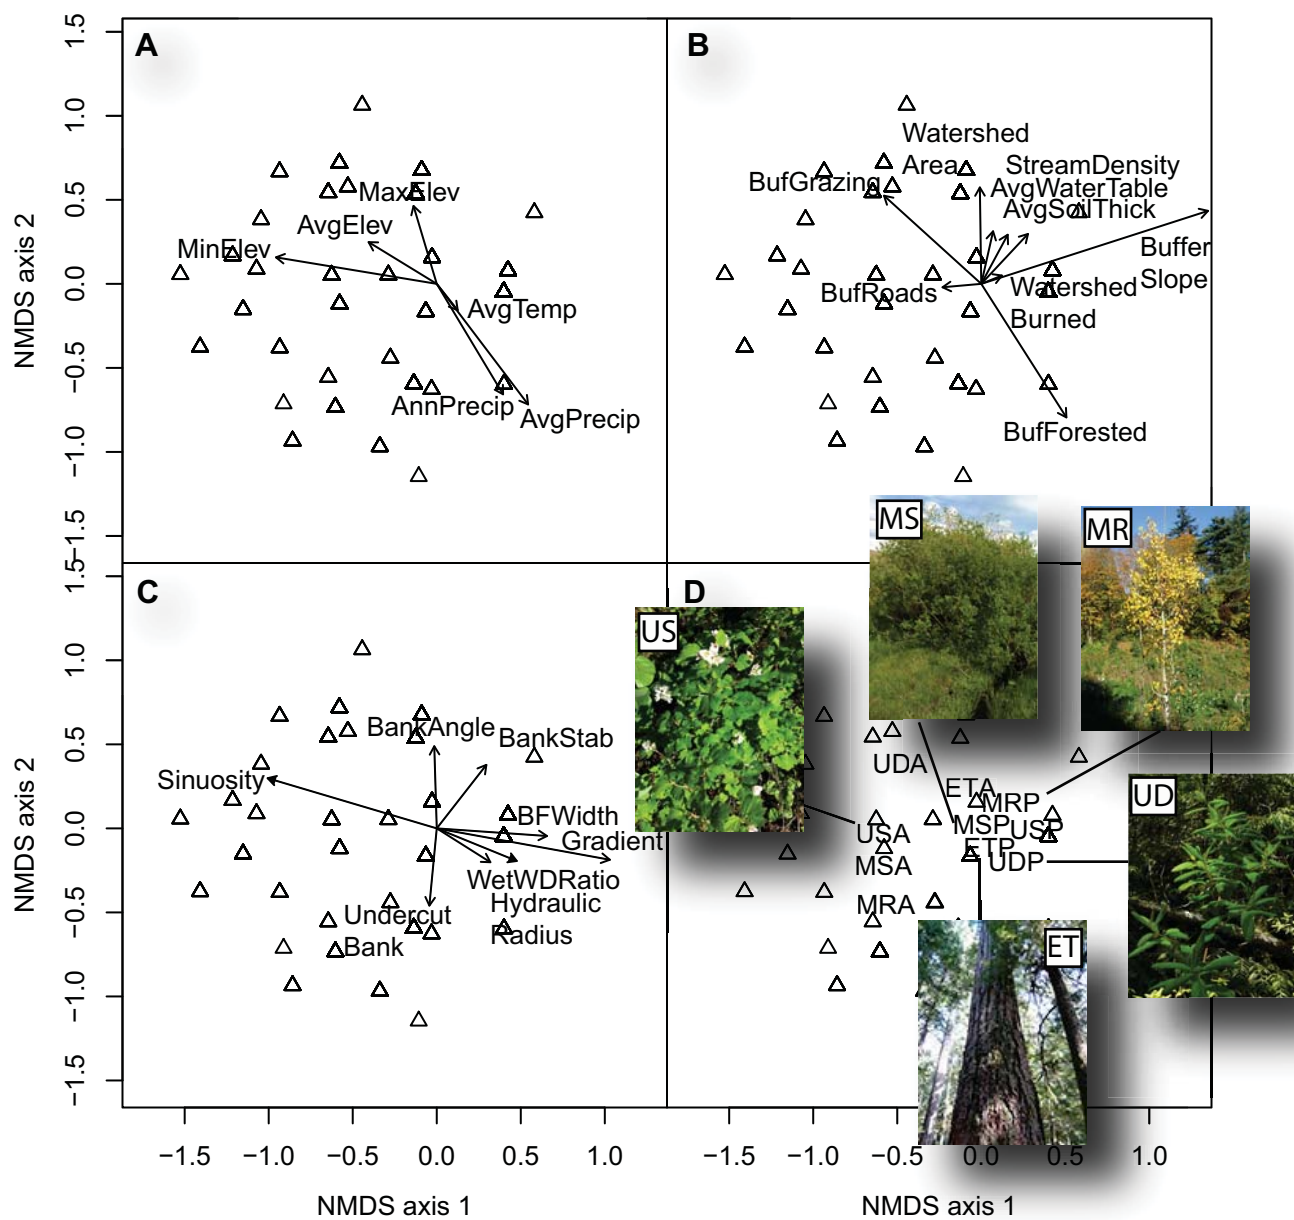 A
B
1.5
1.0
0.5
0.0
−0.5
−1.0
−1.5
NMDS axis 2
MaxElev
AvgElev
MinElev
AvgTemp
AnnPrecip
AvgPrecip
Watershed
Area
StreamDensity
BufGrazing
AvgWaterTable
AvgSoilThick
Buffer
Slope
BufRoads
Watershed
Burned
BufForested
C
D
1.5
1.0
0.5
0.0
−0.5
−1.0
−1.5
NMDS axis 2
BankAngle
BankStab
Sinuosity
BFWidth
Gradient
WetWDRatio
Hydraulic
Radius
Undercut
Bank
US
MS
MR
UD
ET
UDA
ETA
MRP
MSP
USP
USA
ETP
UDP
MSA
MRA
−1.5
−1.0
−0.5
0.0
0.5
1.0
NMDS axis 1
−1.5
−1.0
−0.5
0.0
0.5
1.0
NMDS axis 1